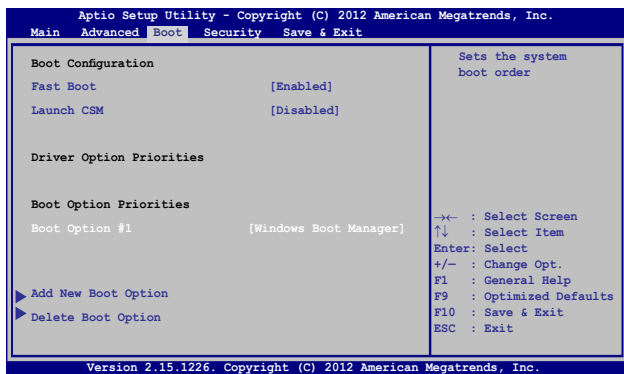 Aptio Setup Utility - Copyright (C) 2012 American Megatrends, Inc.
Main Advanced Boot Security Save & Exit
Boot Configuration
Fast Boot [Enabled]
Launch CSM [Disabled]
Driver Option Priorities
Boot Option Priorities
Boot Option #1 [Windows Boot Manager]
Add New Boot Option
Delete Boot Option
Sets the system
boot order
→← : Select Screen
↑↓ : Select Item
Enter: Select
+/— : Change Opt.
F1 : General Help
F9 : Optimized Defaults
F10 : Save & Exit
ESC : Exit
Version 2.15.1226. Copyright (C) 2012 American Megatrends, Inc.